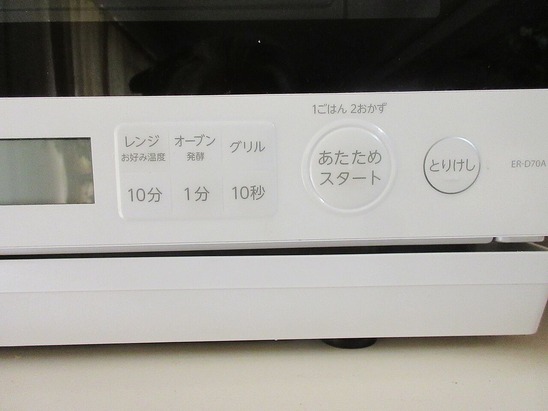 1ごはん 2おかず
レンジ オーブン グリル
お好み温度 発酵
10分 1分 10秒
あたため
スタート
とりけし
ER-D70A